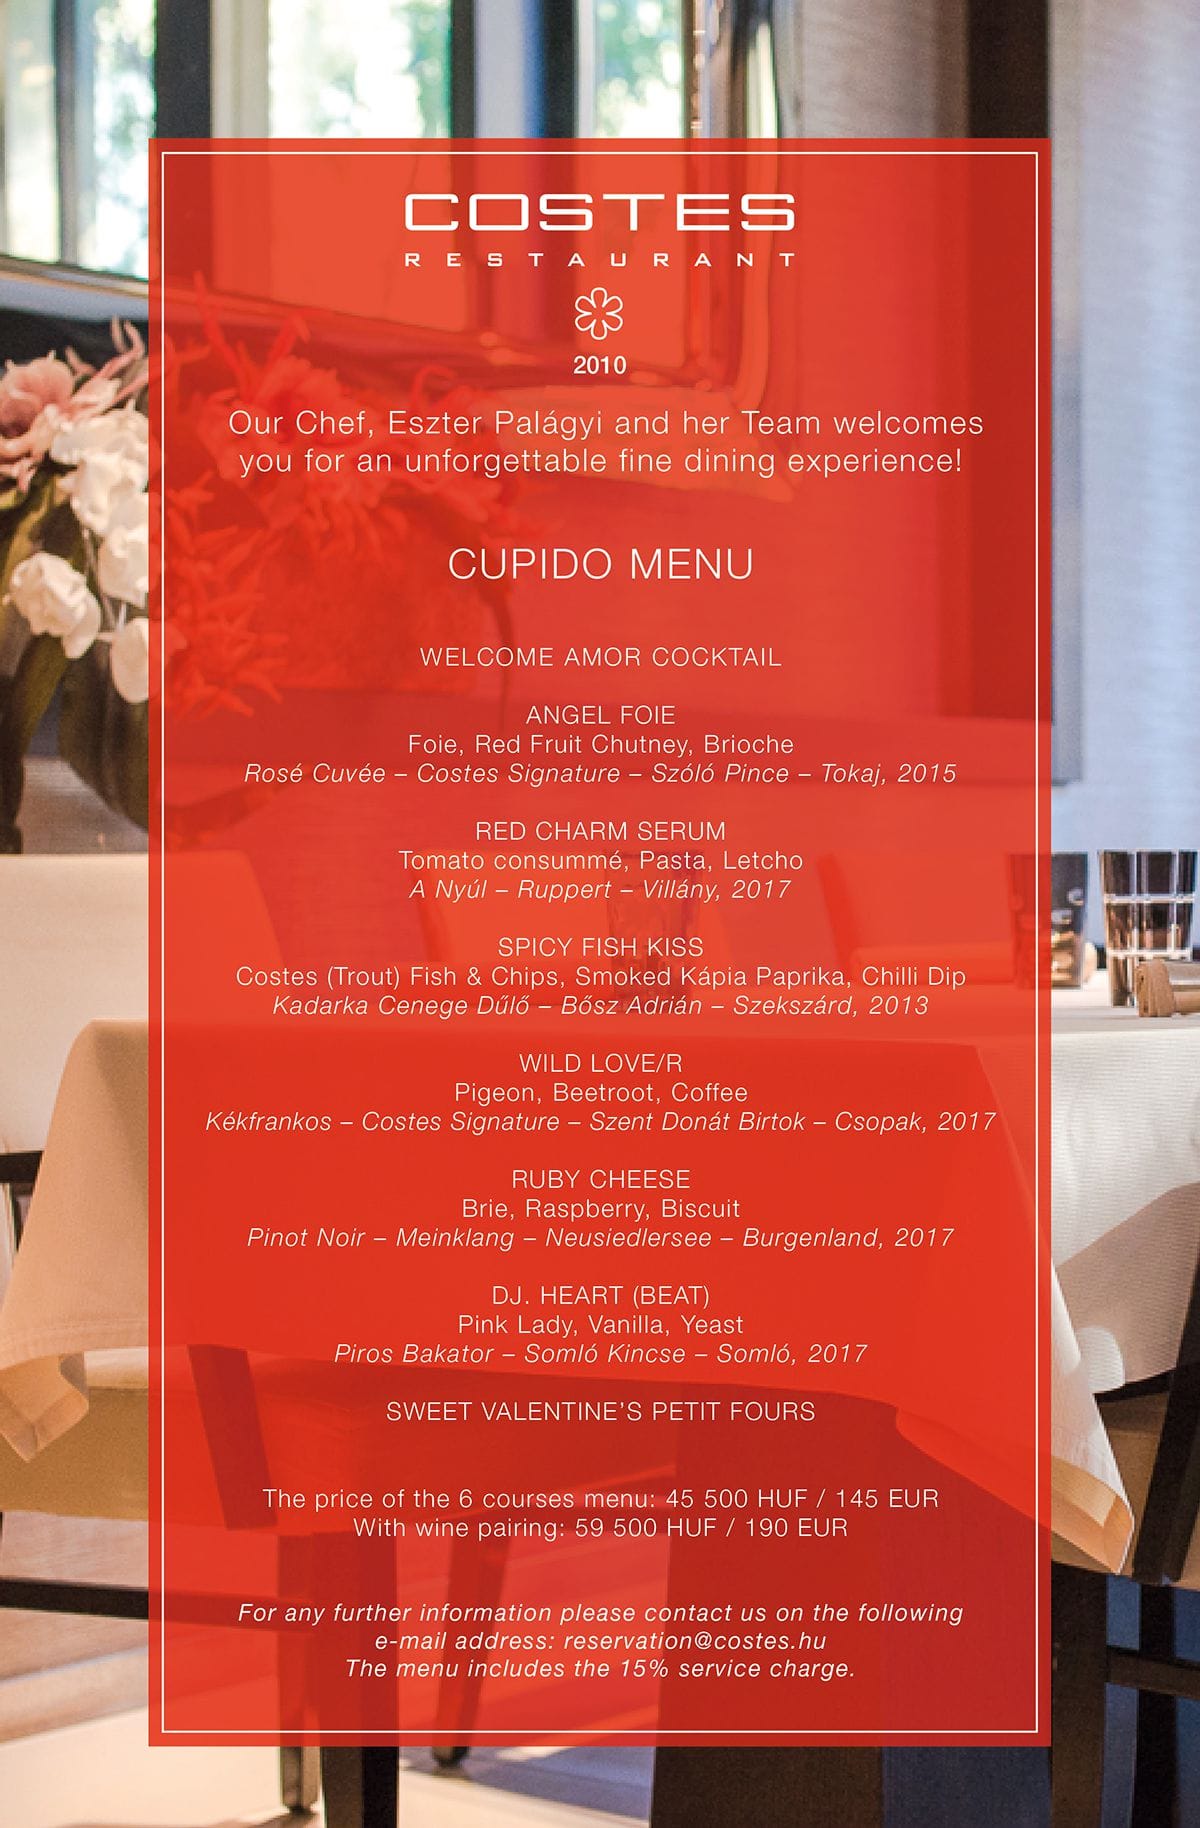 COSTES
RESTAURANT
2010
Our Chef, Eszter Palágyi and her Team welcomes
you for an unforgettable fine dining experience!
CUPIDO MENU
WELCOME AMOR COCKTAIL
ANGEL FOIE
Foie, Red Fruit Chutney, Brioche
Rosé Cuvée – Costes Signature – Szóló Pince – Tokaj, 2015
RED CHARM SERUM
Tomato consummé, Pasta, Letcho
A Nyúl – Ruppert – Villány, 2017
SPICY FISH KISS
Costes (Trout) Fish & Chips, Smoked Kápia Paprika, Chilli Dip
Kadarka Cenege Dűlő – Bősz Adrián – Szekszárd, 2013
WILD LOVE/R
Pigeon, Beetroot, Coffee
Kékfrankos – Costes Signature – Szent Donát Birtok – Csopak, 2017
RUBY CHEESE
Brie, Raspberry, Biscuit
Pinot Noir – Meinklang – Neusiedlersee – Burgenland, 2017
DJ. HEART (BEAT)
Pink Lady, Vanilla, Yeast
Piros Bakator – Somló Kincse – Somló, 2017
SWEET VALENTINE'S PETIT FOURS
The price of the 6 courses menu: 45 500 HUF / 145 EUR
With wine pairing: 59 500 HUF / 190 EUR
For any further information please contact us on the following
e-mail address: reservation@costes.hu
The menu includes the 15% service charge.